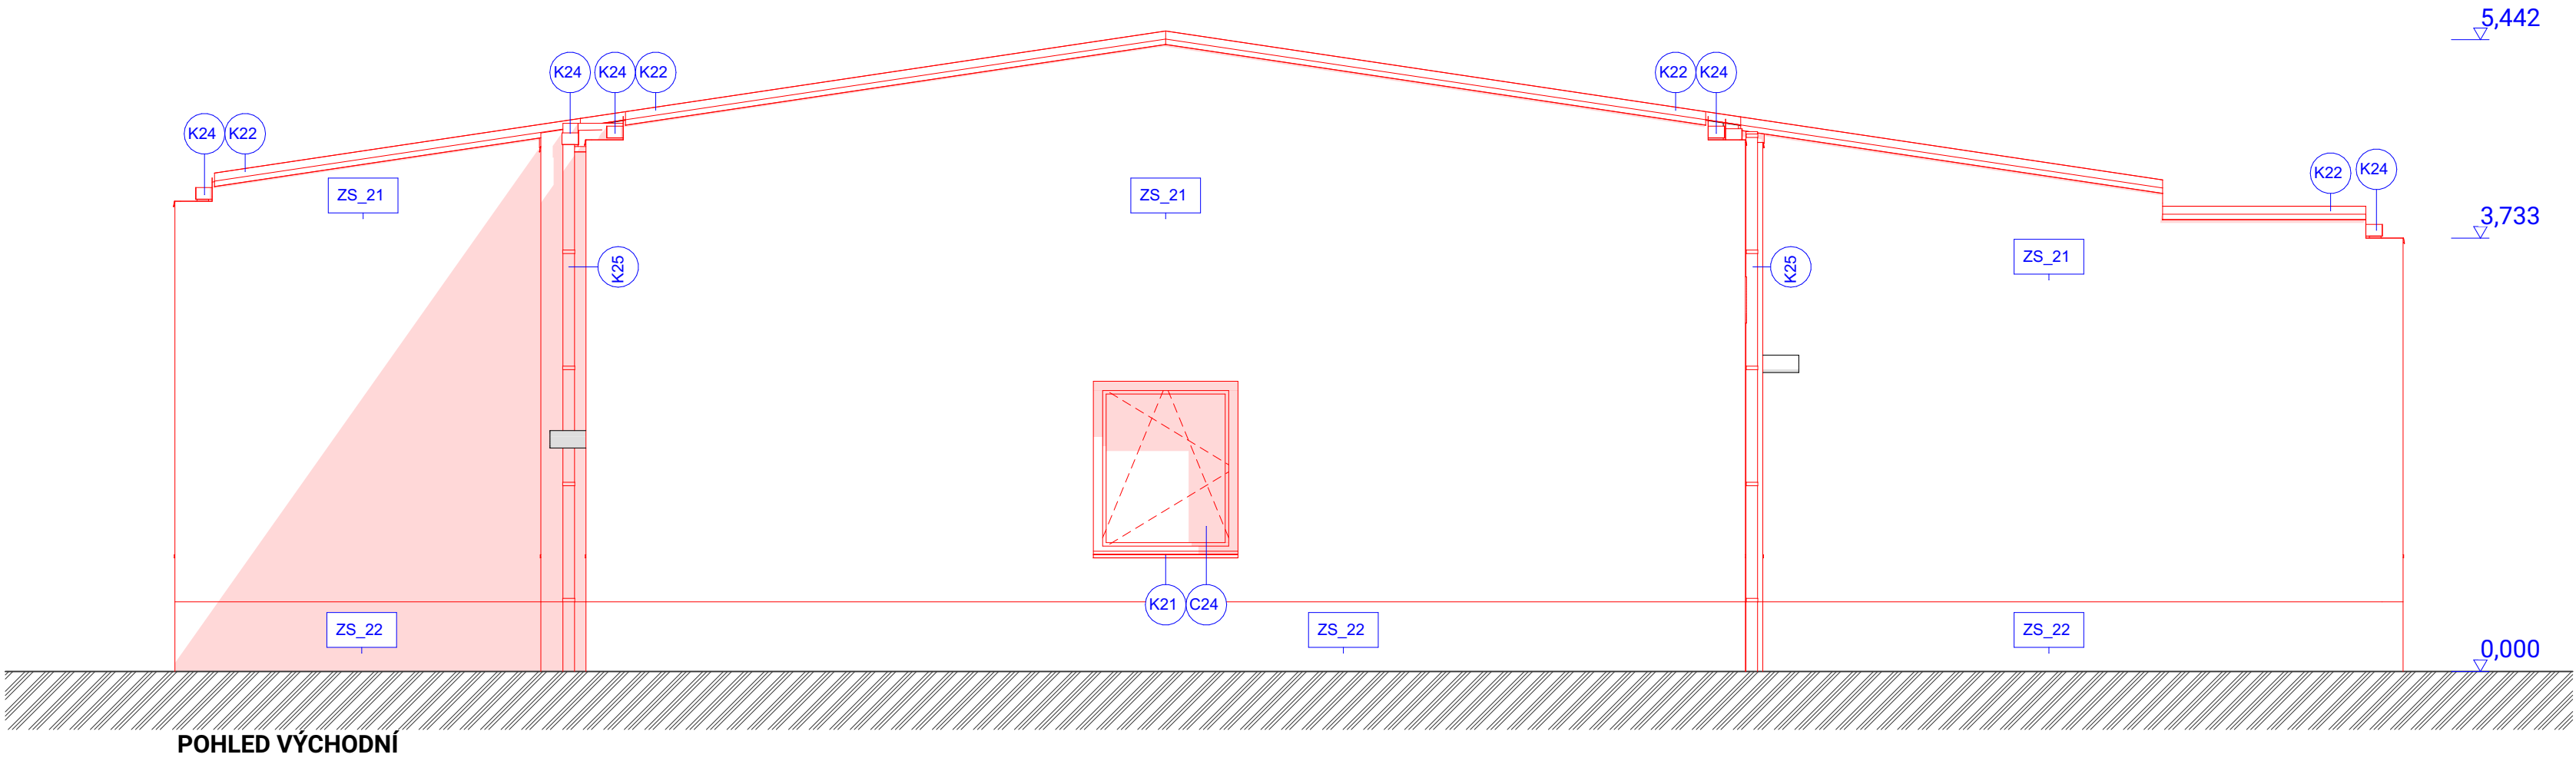 5,442
K24 K24 K22
K22 K24
K24 K22
K22 K24
ZS_21
ZS_21
3,733
ZS_21
K25
K25
K21 C24
ZS_22
ZS_22
ZS_22
0,000
POHLED VÝCHODNÍ